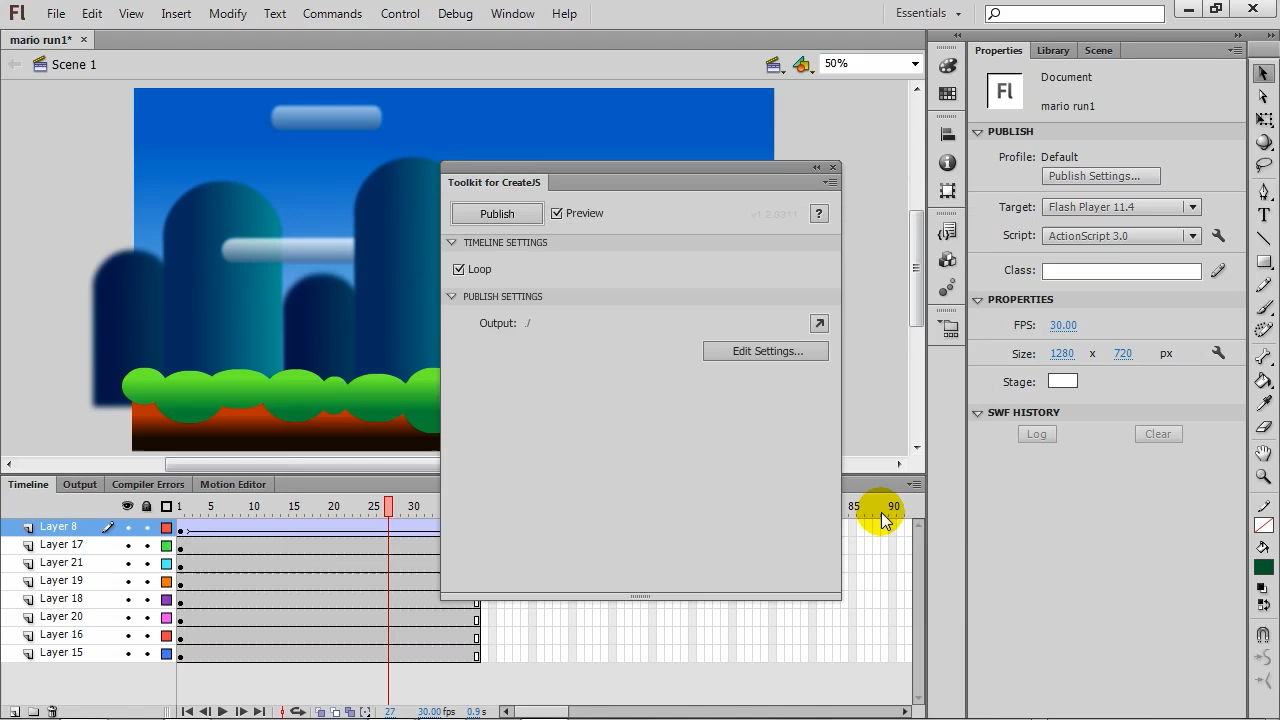 Fl File Edit View Insert Modify Text Commands Control Debug Window Help Essentials
mario run1* ×
Scene 1 50%
Properties Library Scene
Fl Document
mario run1
PUBLISH
Profile: Default
Publish Settings...
Target: Flash Player 11.4
Script: ActionScript 3.0
Class:
PROPERTIES
FPS: 30.00
Size: 1280 x 720 px
Stage:
SWF HISTORY
Log Clear
Toolkit for CreateJS
Publish Preview v1.2.0311 ?
TIMELINE SETTINGS
Loop
PUBLISH SETTINGS
Output: ./
Edit Settings...
Timeline Output Compiler Errors Motion Editor
1 5 10 15 20 25 30 85 90
Layer 8
Layer 17
Layer 21
Layer 19
Layer 18
Layer 20
Layer 16
Layer 15
27 30.00 fps 0.9 s